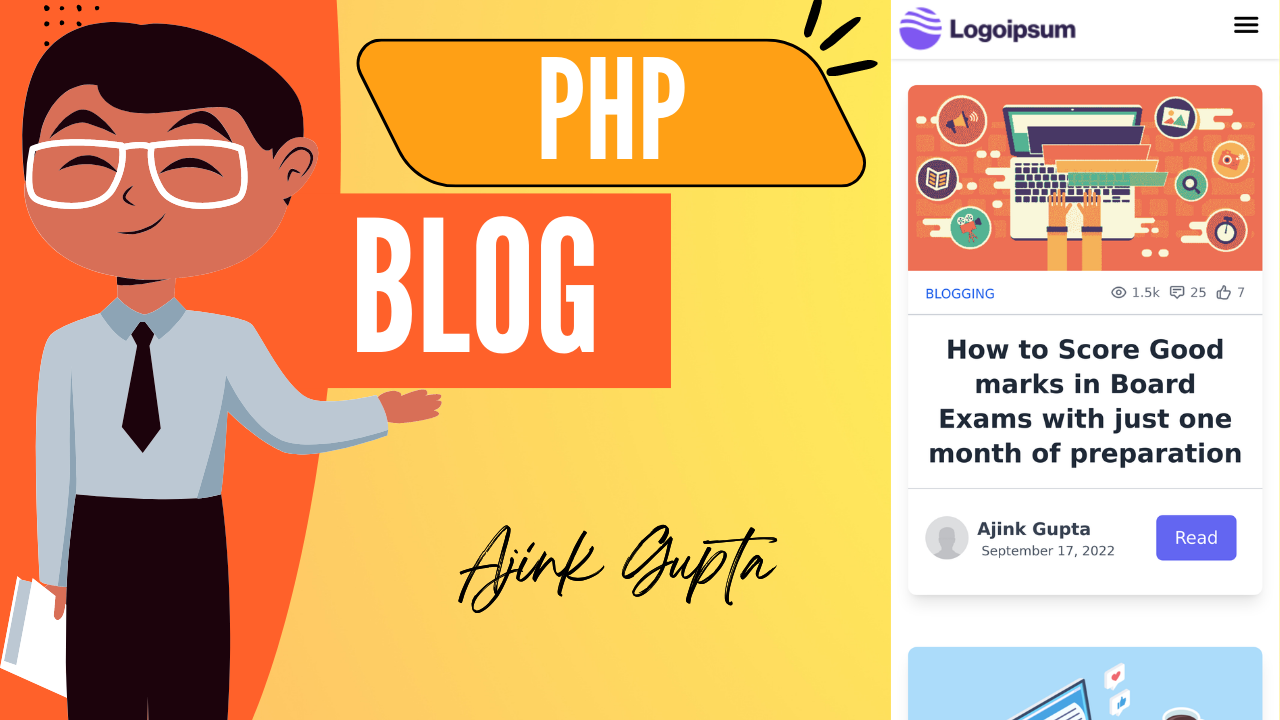 PHP
BLOG
Ajink Gupta
Logoipsum
BLOGGING 1.5k 25 7
How to Score Good
marks in Board
Exams with just one
month of preparation
Ajink Gupta
September 17, 2022
Read